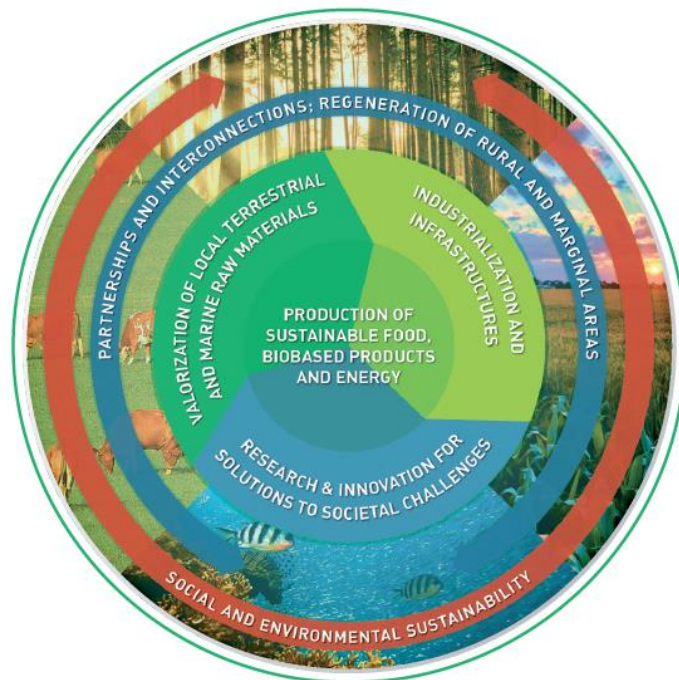 PARTNERSHIPS AND INTERCONNECTIONS; REGENERATION OF RURAL AND MARGINAL AREAS
VALORIZATION OF LOCAL TERRESTRIAL
AND MARINE RAW MATERIALS
INDUSTRIALIZATION AND
INFRASTRUCTURES
PRODUCTION OF
SUSTAINABLE FOOD,
BIOBASED PRODUCTS
AND ENERGY
RESEARCH & INNOVATION FOR
SOLUTIONS TO SOCIETAL CHALLENGES
SOCIAL AND ENVIRONMENTAL SUSTAINABILITY